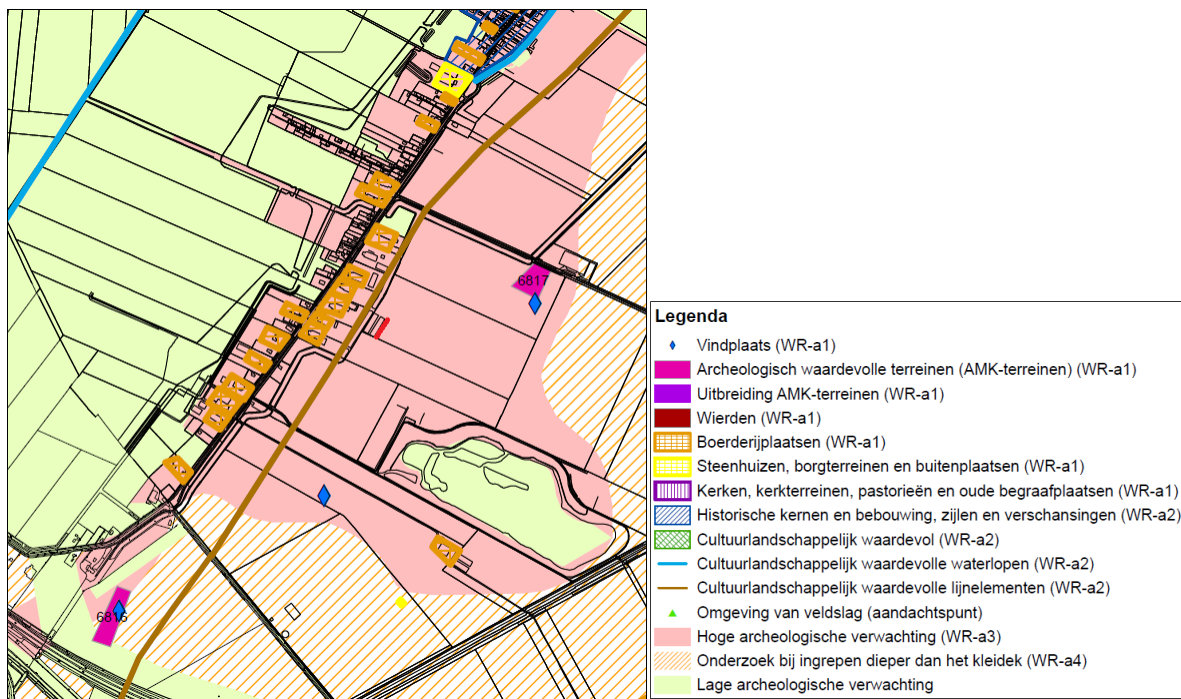 6817
6816
Legenda
Vindplaats (WR-a1)
Archeologisch waardevolle terreinen (AMK-terreinen) (WR-a1)
Uitbreiding AMK-terreinen (WR-a1)
Wierden (WR-a1)
Boerderijplaatsen (WR-a1)
Steenhuizen, borgterreinen en buitenplaatsen (WR-a1)
Kerken, kerkterreinen, pastorieën en oude begraafplaatsen (WR-a1)
Historische kernen en bebouwing, zijlen en verschansingen (WR-a2)
Cultuurlandschappelijk waardevol (WR-a2)
Cultuurlandschappelijk waardevolle waterlopen (WR-a2)
Cultuurlandschappelijk waardevolle lijnelementen (WR-a2)
Omgeving van veldslag (aandachtspunt)
Hoge archeologische verwachting (WR-a3)
Onderzoek bij ingrepen dieper dan het kleidek (WR-a4)
Lage archeologische verwachting